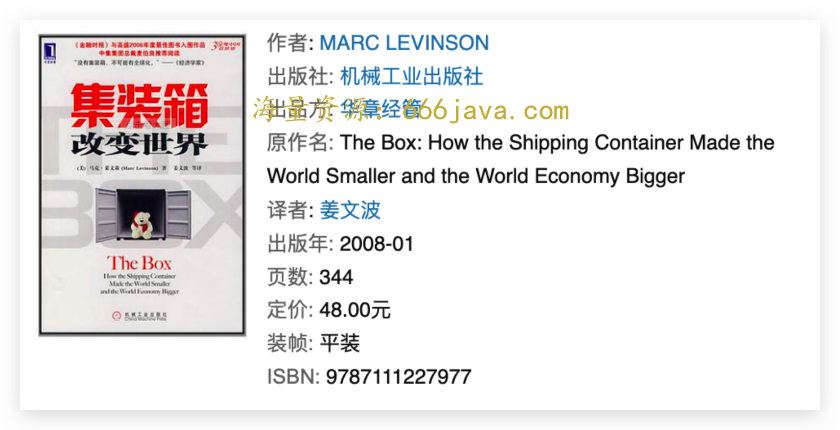 《金融时报》与高盛2006年度最佳图书入围作品
中集集团总裁麦伯良推荐阅读
“没有集装箱，不可能有全球化。”——《经济学家》
集装箱
改变世界
(美) 马克·莱文森 (Marc Levinson) 著 姜文波 等译
THE
BOX
The Box
How the Shipping Container
Made the World Smaller
and the World Economy Bigger
机械工业出版社
China Machine Press
作者: MARC LEVINSON
出版社: 机械工业出版社
出品方: 华章经管
海量资源：666java.com
原作名: The Box: How the Shipping Container Made the
World Smaller and the World Economy Bigger
译者: 姜文波
出版年: 2008-01
页数: 344
定价: 48.00元
装帧: 平装
ISBN: 9787111227977